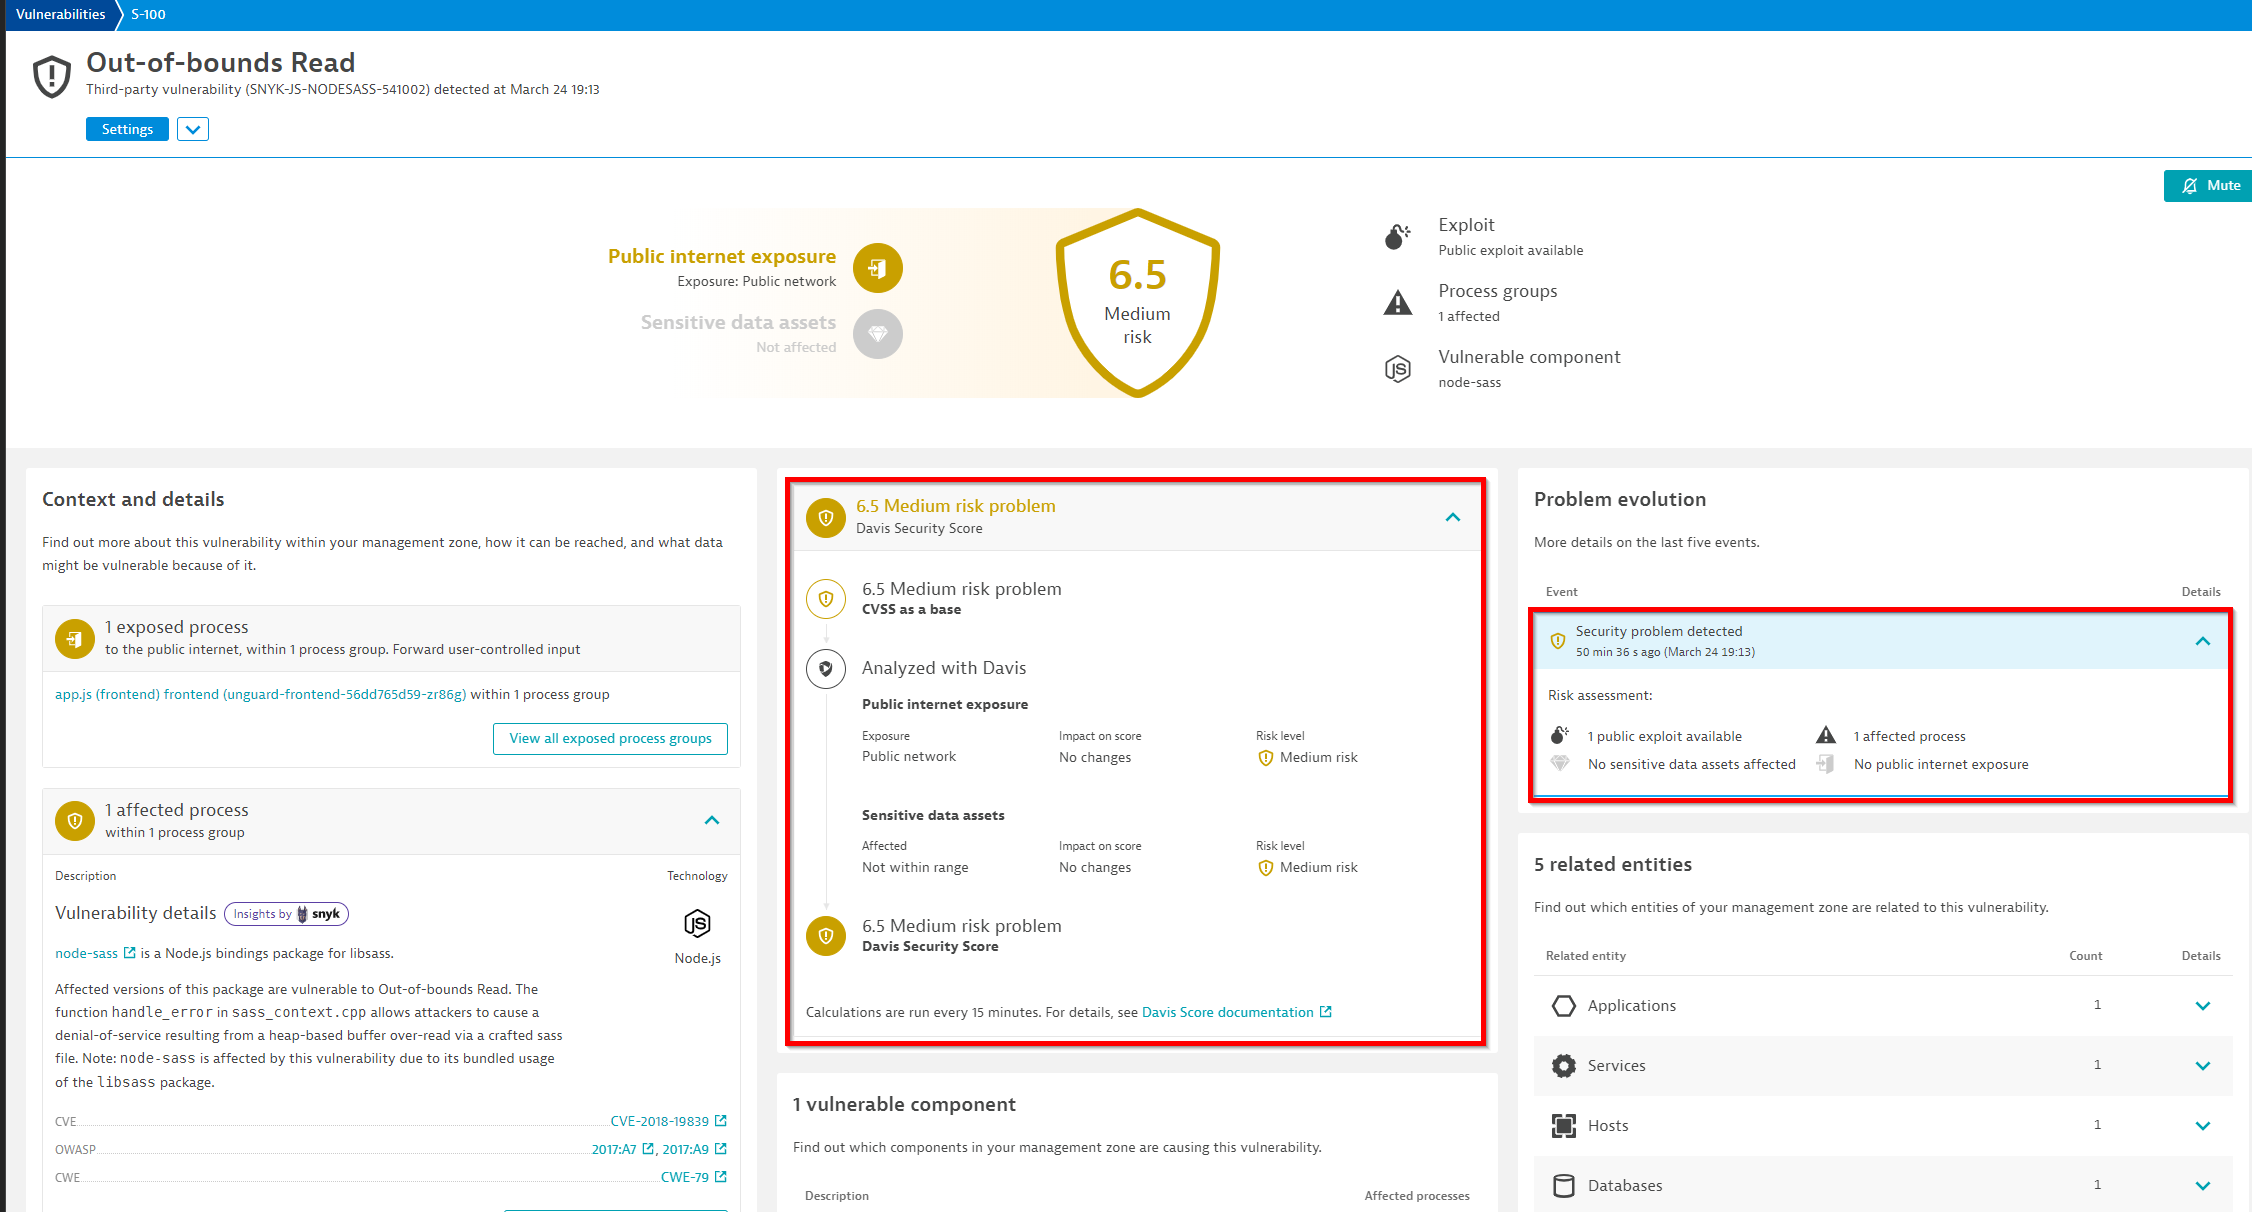 Vulnerabilities
S-100
Out-of-bounds Read
Third-party vulnerability (SNYK-JS-NODESASS-541002) detected at March 24 19:13
Settings
Mute
Public internet exposure
Exposure: Public network
Sensitive data assets
Not affected
6.5
Medium
risk
Exploit
Public exploit available
Process groups
1 affected
Vulnerable component
node-sass
Context and details
Find out more about this vulnerability within your management zone, how it can be reached, and what data
might be vulnerable because of it.
1 exposed process
to the public internet, within 1 process group. Forward user-controlled input
app.js (frontend) frontend (unguard-frontend-56dd765d59-zr86g) within 1 process group
View all exposed process groups
1 affected process
within 1 process group
Description
Technology
Vulnerability details
Insights by snyk
JS
Node.js
node-sass is a Node.js bindings package for libsass.
Affected versions of this package are vulnerable to Out-of-bounds Read. The
function handle_error in sass_context.cpp allows attackers to cause a
denial-of-service resulting from a heap-based buffer over-read via a crafted sass
file. Note: node-sass is affected by this vulnerability due to its bundled usage
of the libsass package.
CVE
CVE-2018-19839
OWASP
2017:A7, 2017:A9
CWE
CWE-79
6.5 Medium risk problem
Davis Security Score
6.5 Medium risk problem
CVSS as a base
Analyzed with Davis
Public internet exposure
Exposure
Impact on score
Risk level
Public network
No changes
Medium risk
Sensitive data assets
Affected
Impact on score
Risk level
Not within range
No changes
Medium risk
6.5 Medium risk problem
Davis Security Score
Calculations are run every 15 minutes. For details, see Davis Score documentation
1 vulnerable component
Find out which components in your management zone are causing this vulnerability.
Description
Affected processes
Problem evolution
More details on the last five events.
Event
Details
Security problem detected
50 min 36 s ago (March 24 19:13)
Risk assessment:
1 public exploit available
1 affected process
No sensitive data assets affected
No public internet exposure
5 related entities
Find out which entities of your management zone are related to this vulnerability.
Related entity
Count
Details
Applications
1
Services
1
Hosts
1
Databases
1